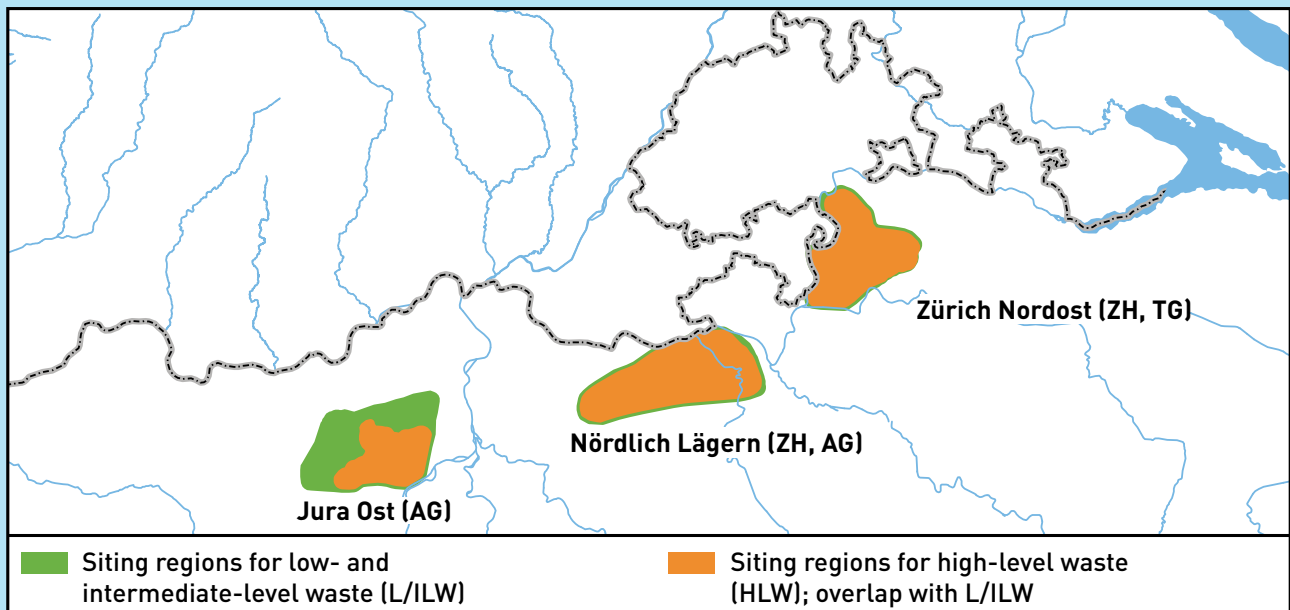 Zürich Nordost (ZH, TG)
Nördlich Lägern (ZH, AG)
Jura Ost (AG)
Siting regions for low- and
intermediate-level waste (L/ILW)
Siting regions for high-level waste
(HLW); overlap with L/ILW